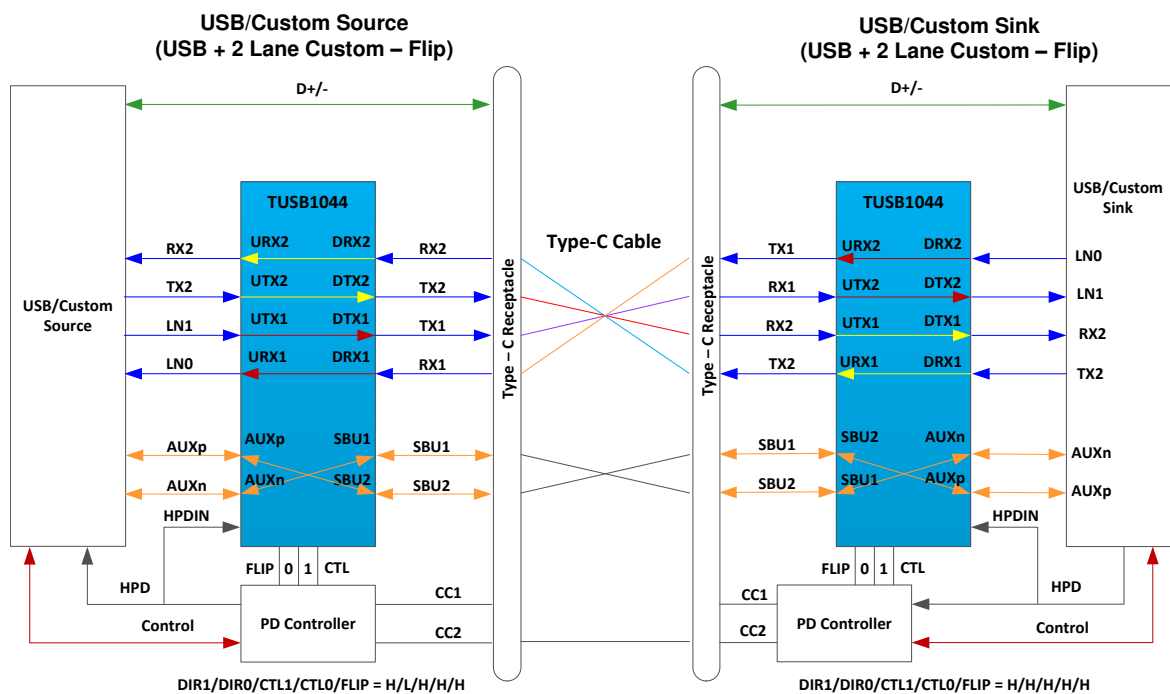 USB/Custom Source
(USB + 2 Lane Custom – Flip)
USB/Custom Sink
(USB + 2 Lane Custom – Flip)
D+/-
D+/-
TUSB1044
TUSB1044
USB/Custom
Sink
Type-C Cable
RX2
URX2
DRX2
RX2
TX1
URX2
DRX2
LN0
TX2
UTX2
DTX2
TX2
RX1
UTX2
DTX2
LN1
USB/Custom
Source
LN1
UTX1
DTX1
TX1
RX2
UTX1
DTX1
RX2
LN0
URX1
DRX1
RX1
TX2
URX1
DRX1
TX2
Type – C Receptacle
Type – C Receptacle
AUXp
AUXp
SBU1
SBU1
SBU1
SBU2
AUXn
AUXn
AUXn
AUXn
SBU2
SBU2
SBU2
SBU1
AUXp
AUXp
HPDIN
HPDIN
FLIP
0
1
CTL
FLIP
0
1
CTL
HPD
CC1
CC1
HPD
Control
PD Controller
CC2
CC2
PD Controller
Control
DIR1/DIR0/CTL1/CTL0/FLIP = H/L/H/H/H
DIR1/DIR0/CTL1/CTL0/FLIP = H/H/H/H/H